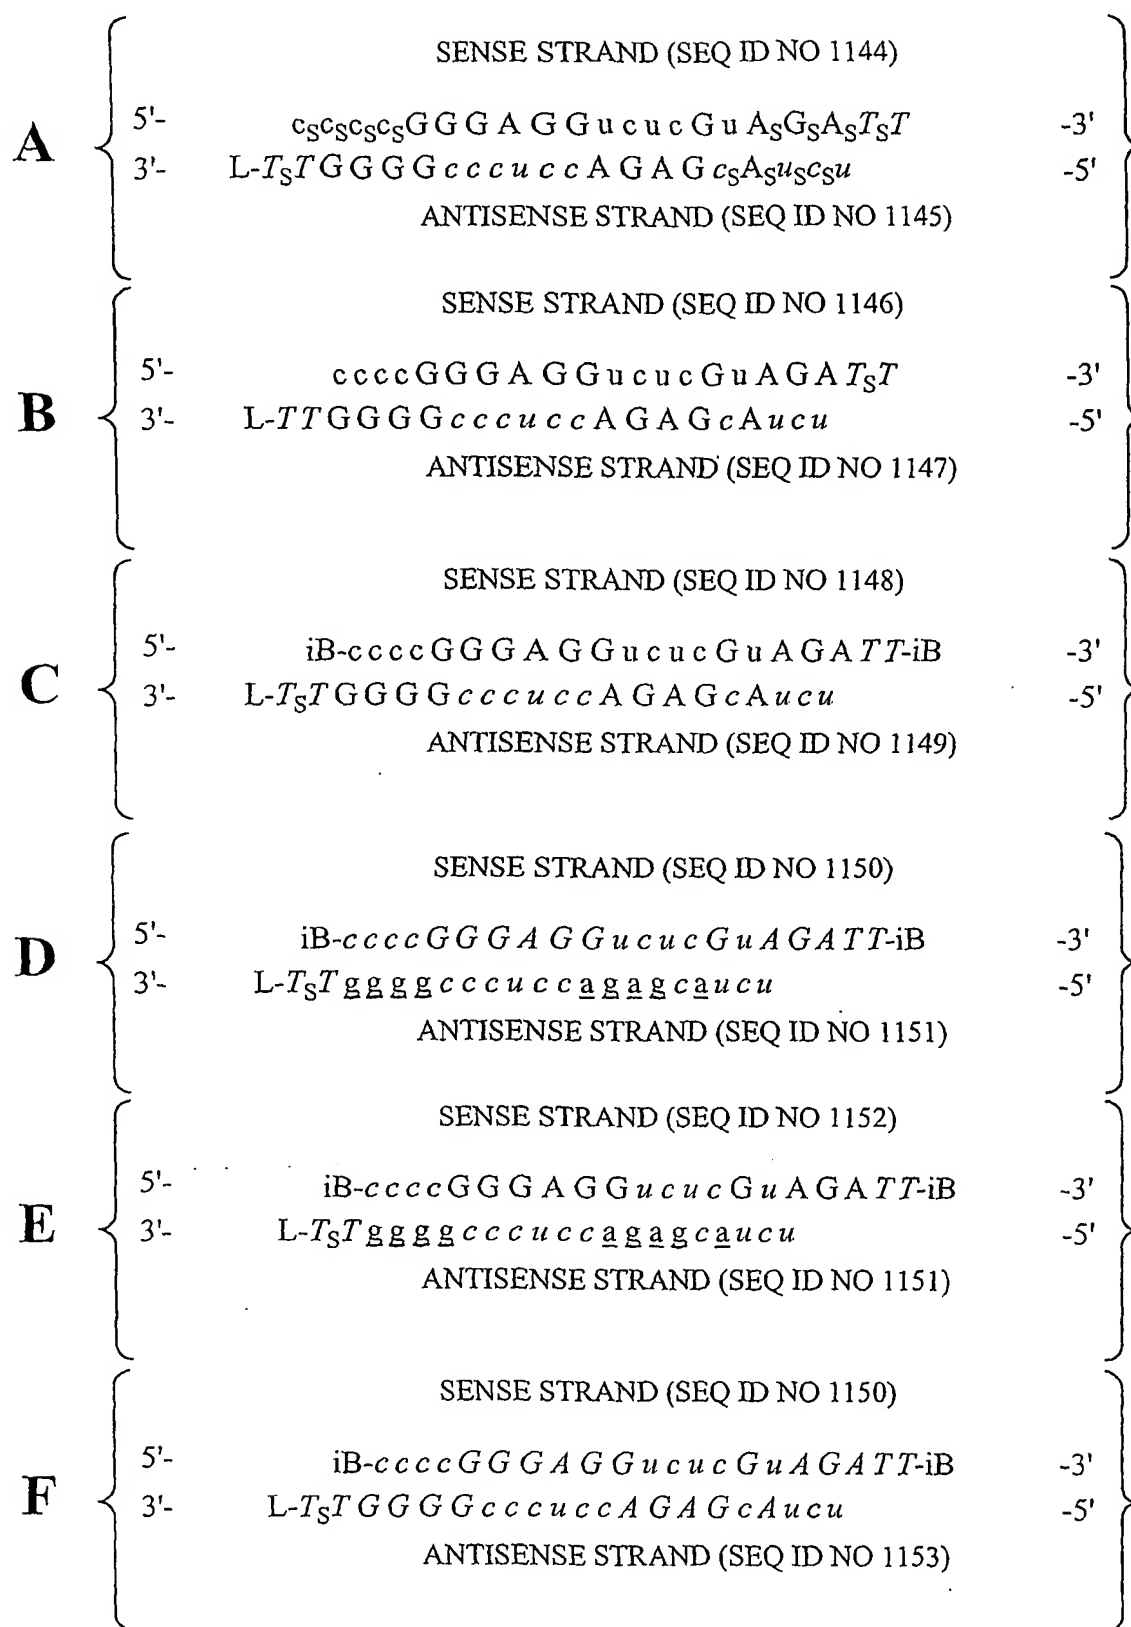 SENSE STRAND (SEQ ID NO 1144)
A
5'- cScScScSGGGAGGucucGuASGSASTST -3'
3'- L-TSTGGGGcccuccAGAGcSASuScSu -5'
ANTISENSE STRAND (SEQ ID NO 1145)
SENSE STRAND (SEQ ID NO 1146)
B
5'- ccccGGGAGGucucGuAGATST -3'
3'- L-TTGGGGcccuccAGAGcAucu -5'
ANTISENSE STRAND (SEQ ID NO 1147)
SENSE STRAND (SEQ ID NO 1148)
C
5'- iB-ccccGGGAGGucucGuAGATT-iB -3'
3'- L-TSTGGGGcccuccAGAGcAucu -5'
ANTISENSE STRAND (SEQ ID NO 1149)
SENSE STRAND (SEQ ID NO 1150)
D
5'- iB-ccccGGGAGGucucGuAGATT-iB -3'
3'- L-TSTggggcccuccagagcaucu -5'
ANTISENSE STRAND (SEQ ID NO 1151)
SENSE STRAND (SEQ ID NO 1152)
E
5'- iB-ccccGGGAGGucucGuAGATT-iB -3'
3'- L-TSTggggcccuccagagcaucu -5'
ANTISENSE STRAND (SEQ ID NO 1151)
SENSE STRAND (SEQ ID NO 1150)
F
5'- iB-ccccGGGAGGucucGuAGATT-iB -3'
3'- L-TSTGGGGcccuccAGAGcAucu -5'
ANTISENSE STRAND (SEQ ID NO 1153)